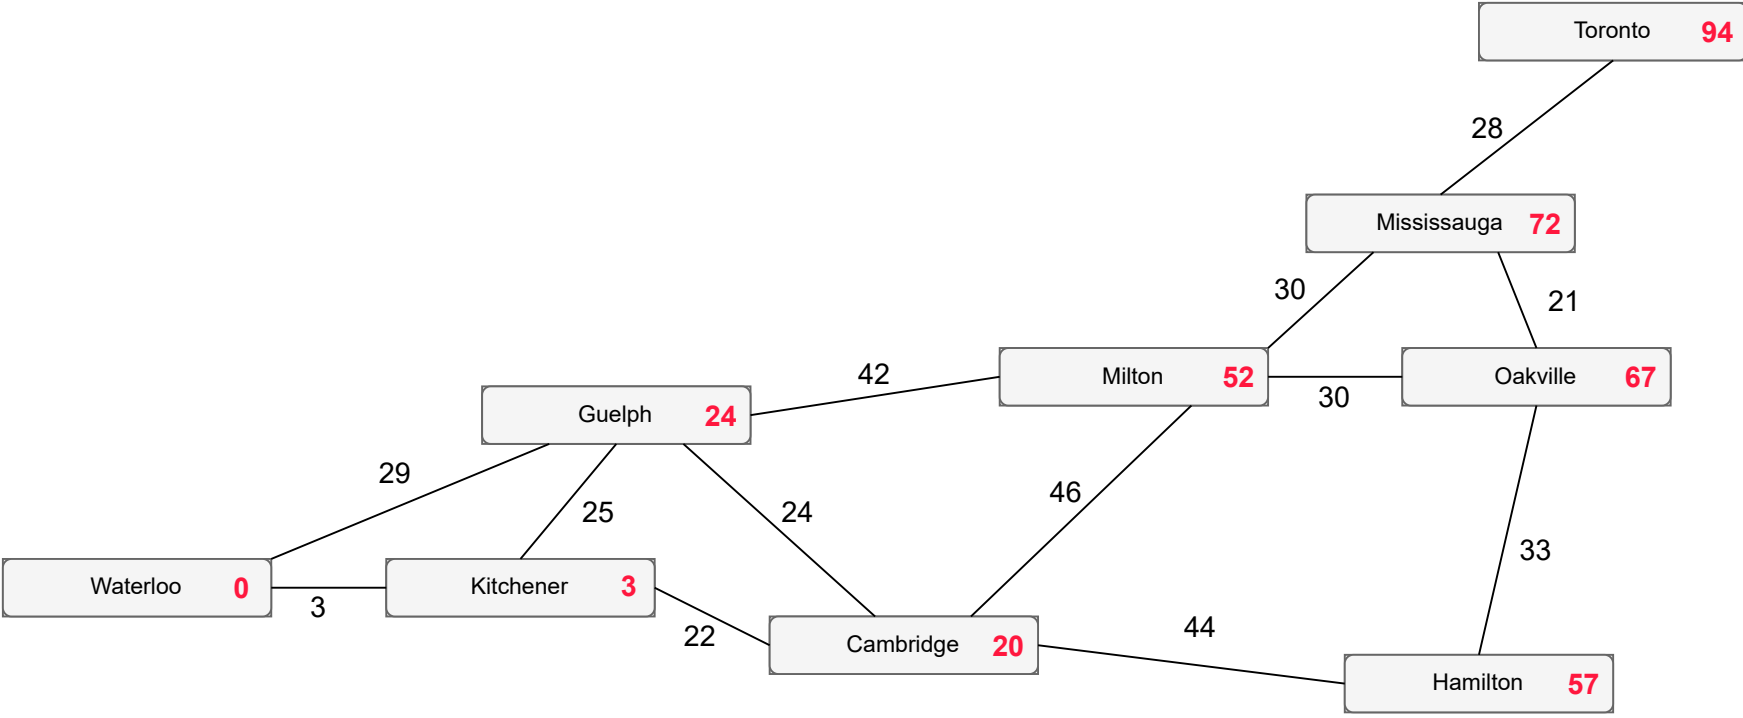 Toronto 94
28
Mississauga 72
30
21
42
Milton 52
30
Oakville 67
Guelph 24
29
25
24
46
33
Waterloo 0
3
Kitchener 3
22
Cambridge 20
44
Hamilton 57